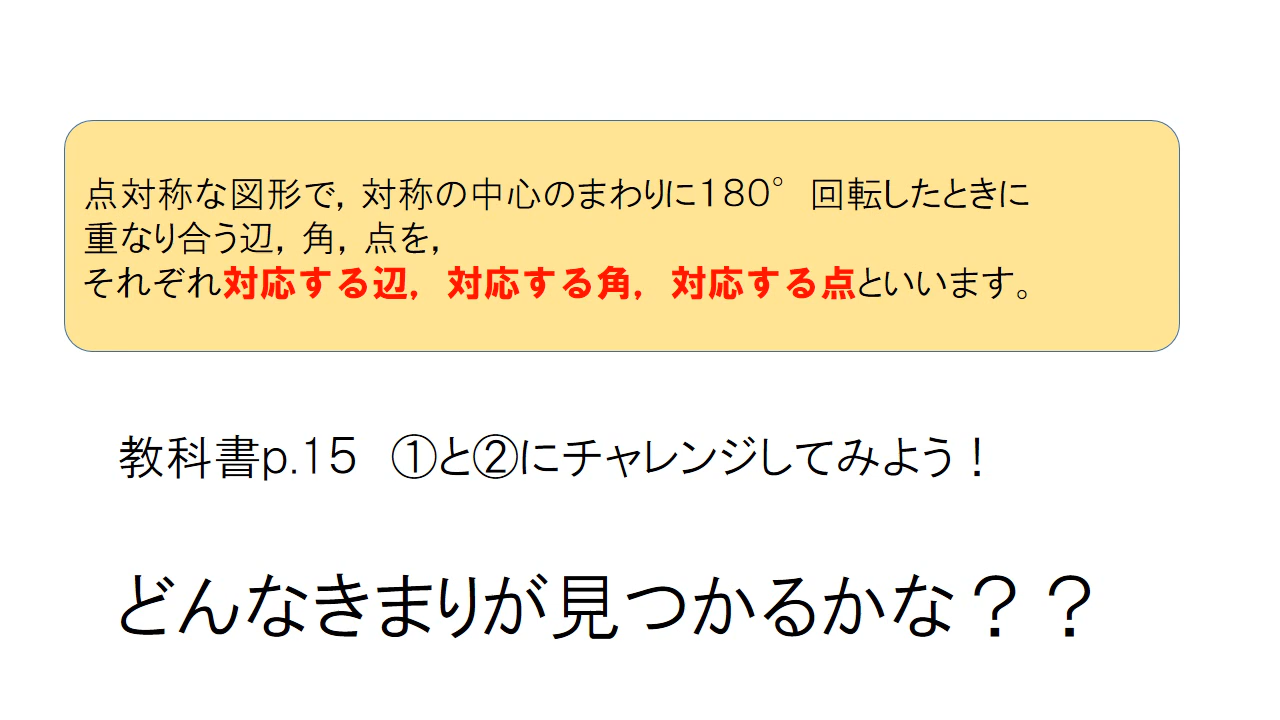 点対称な図形で，対称の中心のまわりに１８０°回転したときに
重なり合う辺，角，点を，
それぞれ対応する辺，対応する角，対応する点といいます。
教科書p.15　①と②にチャレンジしてみよう！
どんなきまりが見つかるかな？？